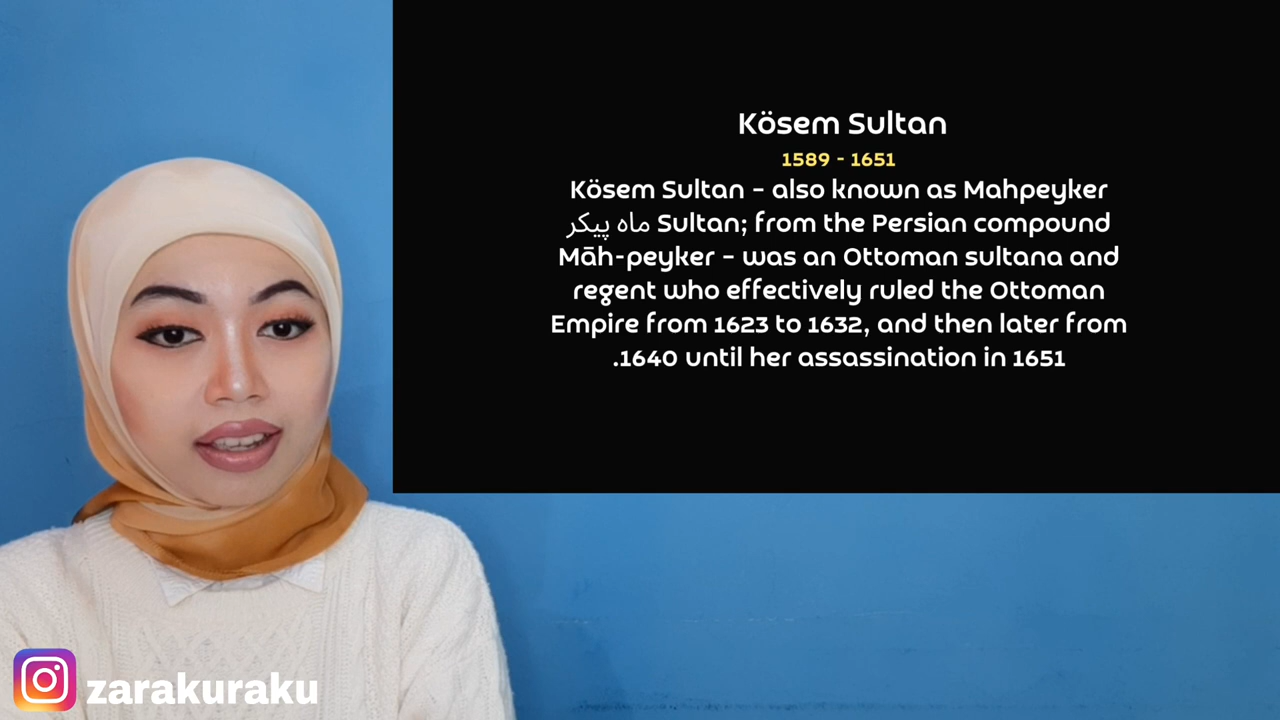 Kösem Sultan
1589 - 1651
Kösem Sultan – also known as Mahpeyker
ماه پیکر Sultan; from the Persian compound
Māh-peyker – was an Ottoman sultana and
regent who effectively ruled the Ottoman
Empire from 1623 to 1632, and then later from
.1640 until her assassination in 1651
zarakuraku